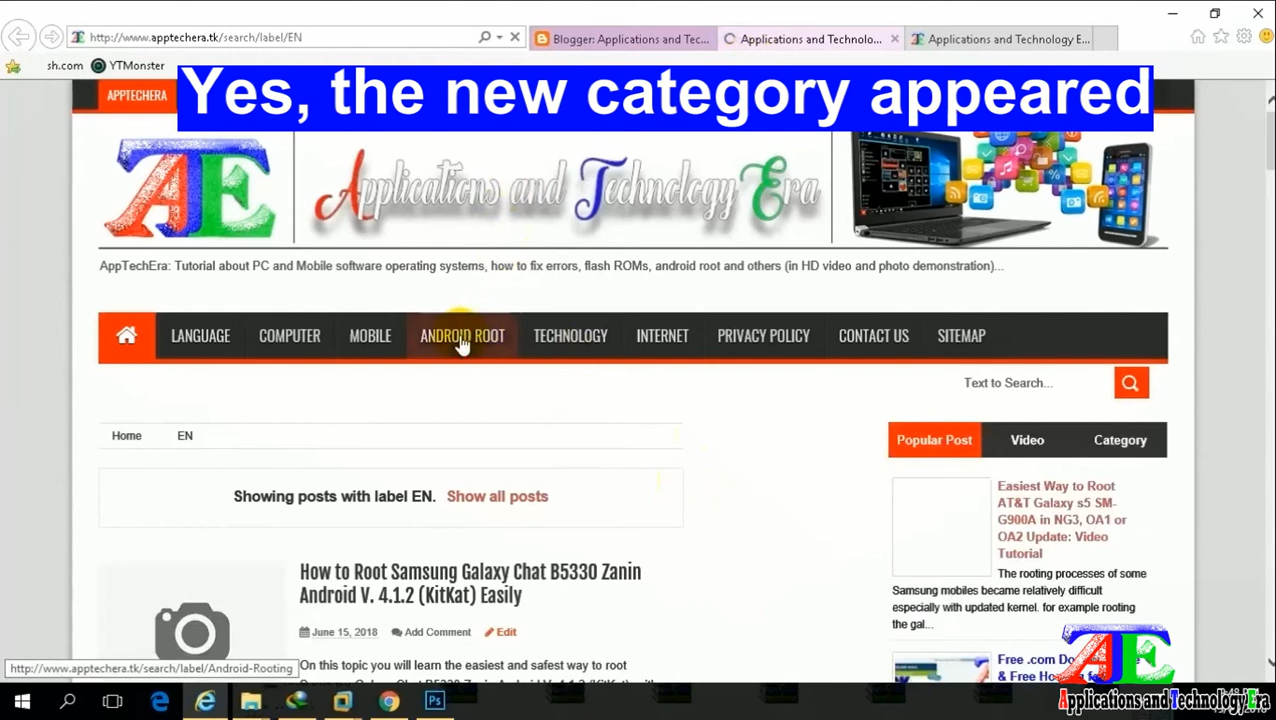 http://www.apptechera.tk/search/label/EN
Blogger: Applications and Tec...
Applications and Technolo...
Applications and Technology E...
sh.com
YTMonster
Yes, the new category appeared
APPTECHERA
ATE
Applications and Technology Era
AppTechEra: Tutorial about PC and Mobile software operating systems, how to fix errors, flash ROMs, android root and others (in HD video and photo demonstration)...
LANGUAGE
COMPUTER
MOBILE
ANDROID ROOT
TECHNOLOGY
INTERNET
PRIVACY POLICY
CONTACT US
SITEMAP
Text to Search...
Home
EN
Popular Post
Video
Category
Showing posts with label EN. Show all posts
Easiest Way to Root
AT&T Galaxy s5 SM-
G900A in NG3, OA1 or
OA2 Update: Video
Tutorial
The rooting processes of some
Samsung mobiles became relatively difficult
especially with updated kernel. for example rooting
the gal...
How to Root Samsung Galaxy Chat B5330 Zanin
Android V. 4.1.2 (KitKat) Easily
June 15, 2018
Add Comment
Edit
On this topic you will learn the easiest and safest way to root
Free .com Do
& Free Ho
http://www.apptechera.tk/search/label/Android-Rooting
ATE
Applications and Technology Era